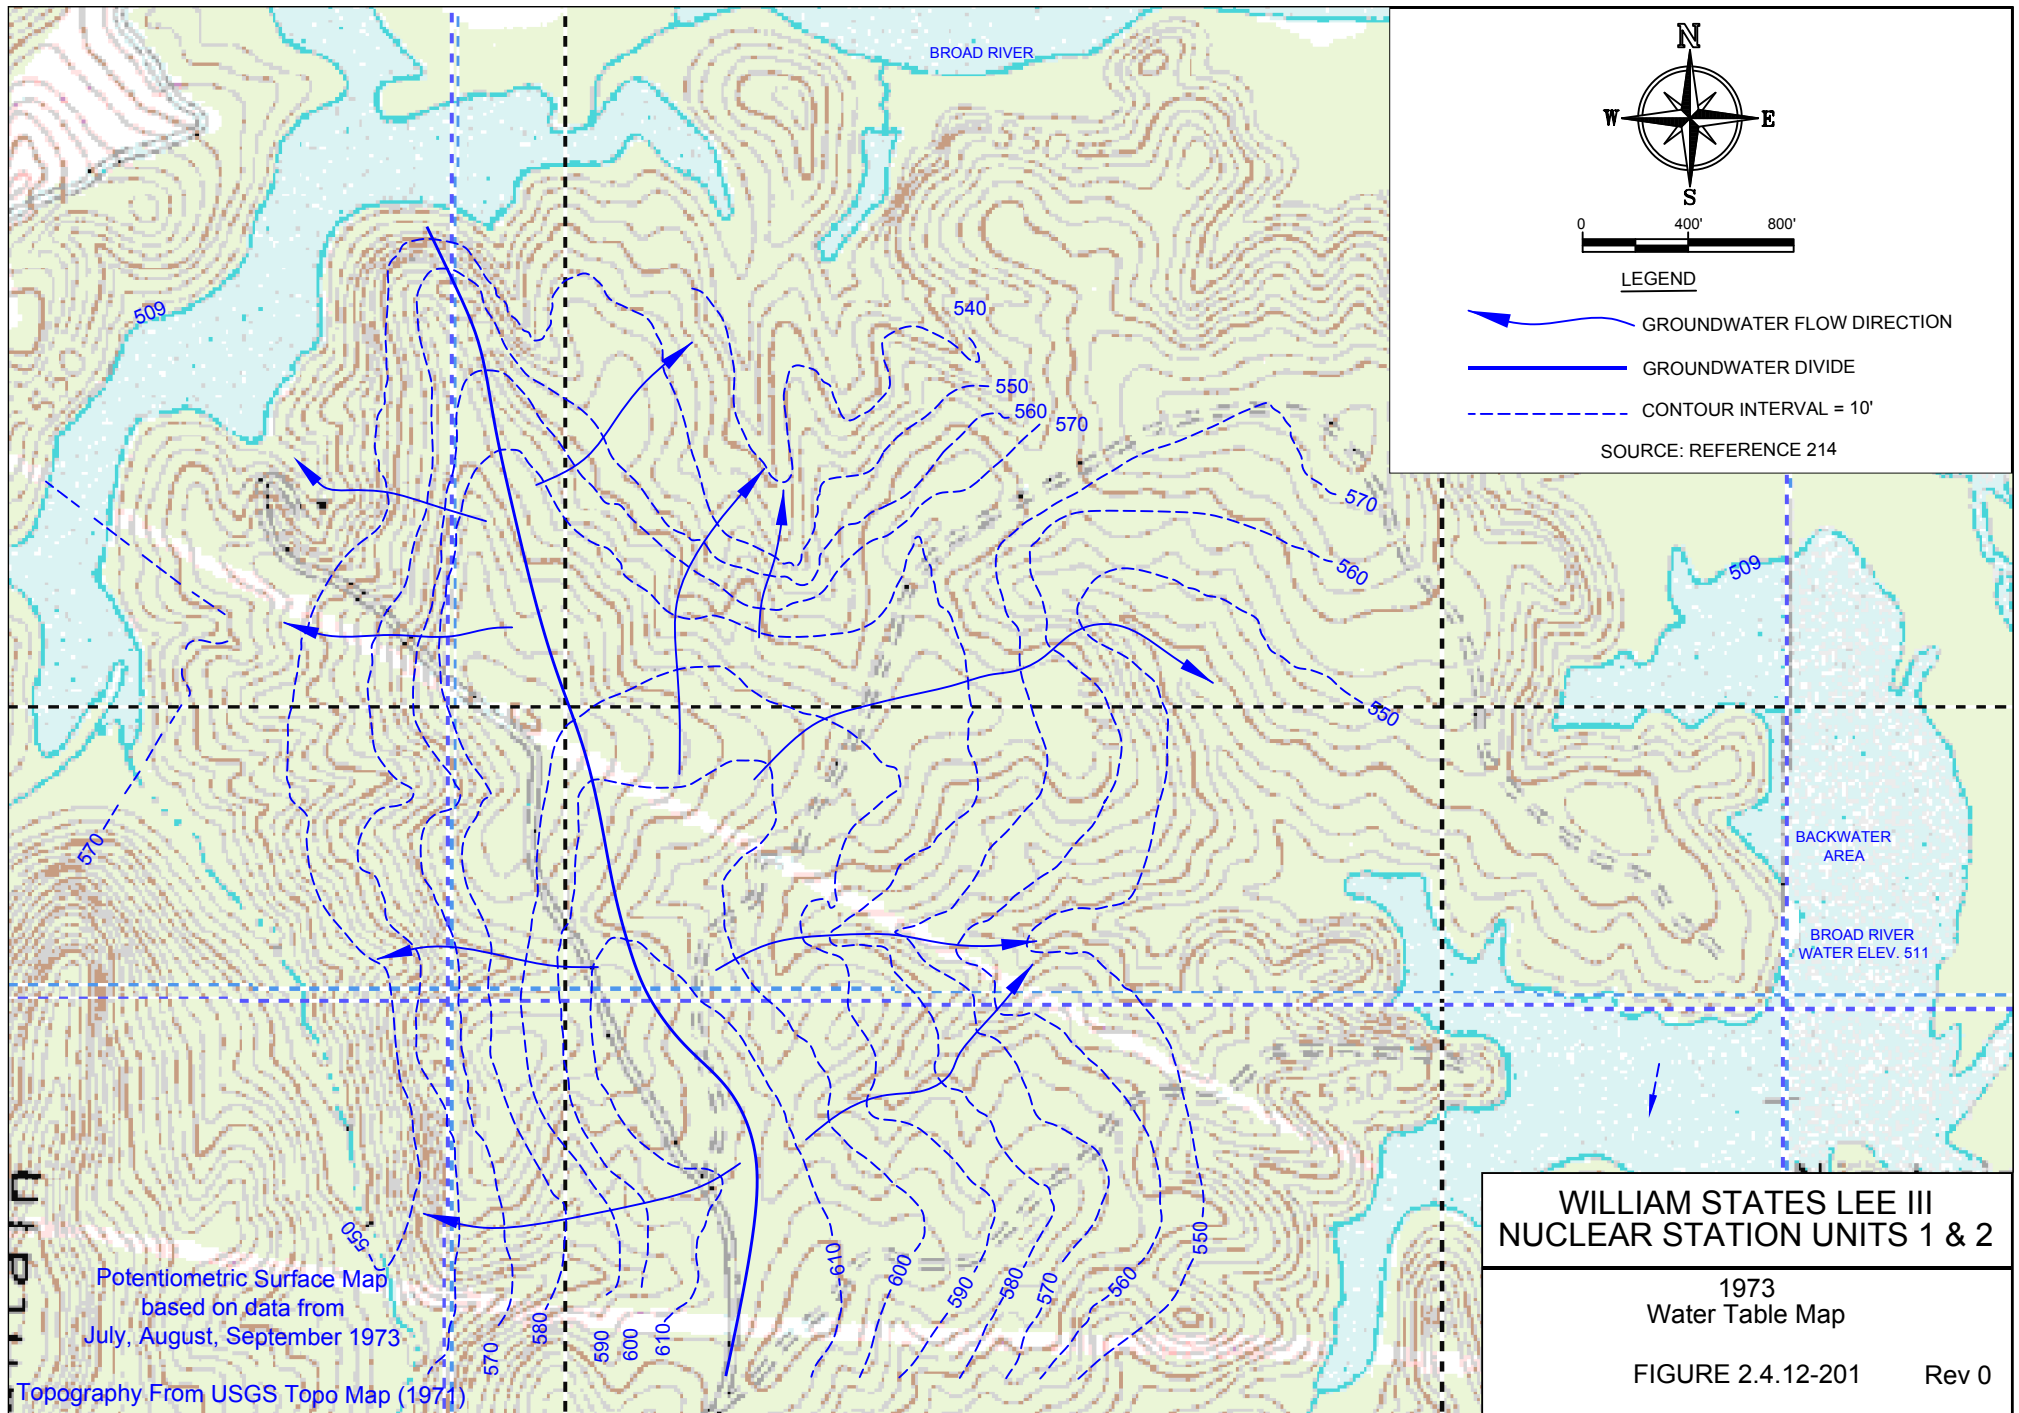 BROAD RIVER
N
W
E
S
0 400' 800'
LEGEND
GROUNDWATER FLOW DIRECTION
GROUNDWATER DIVIDE
CONTOUR INTERVAL = 10'
SOURCE: REFERENCE 214
509
540
550
560
570
570
560
509
550
570
BACKWATER
AREA
BROAD RIVER
WATER ELEV. 511
550
610
600
590
580
570
560
550
570
580
590
600
610
Potentiometric Surface Map
based on data from
July, August, September 1973
Topography From USGS Topo Map (1971)
WILLIAM STATES LEE III
NUCLEAR STATION UNITS 1 & 2
1973
Water Table Map
FIGURE 2.4.12-201 Rev 0